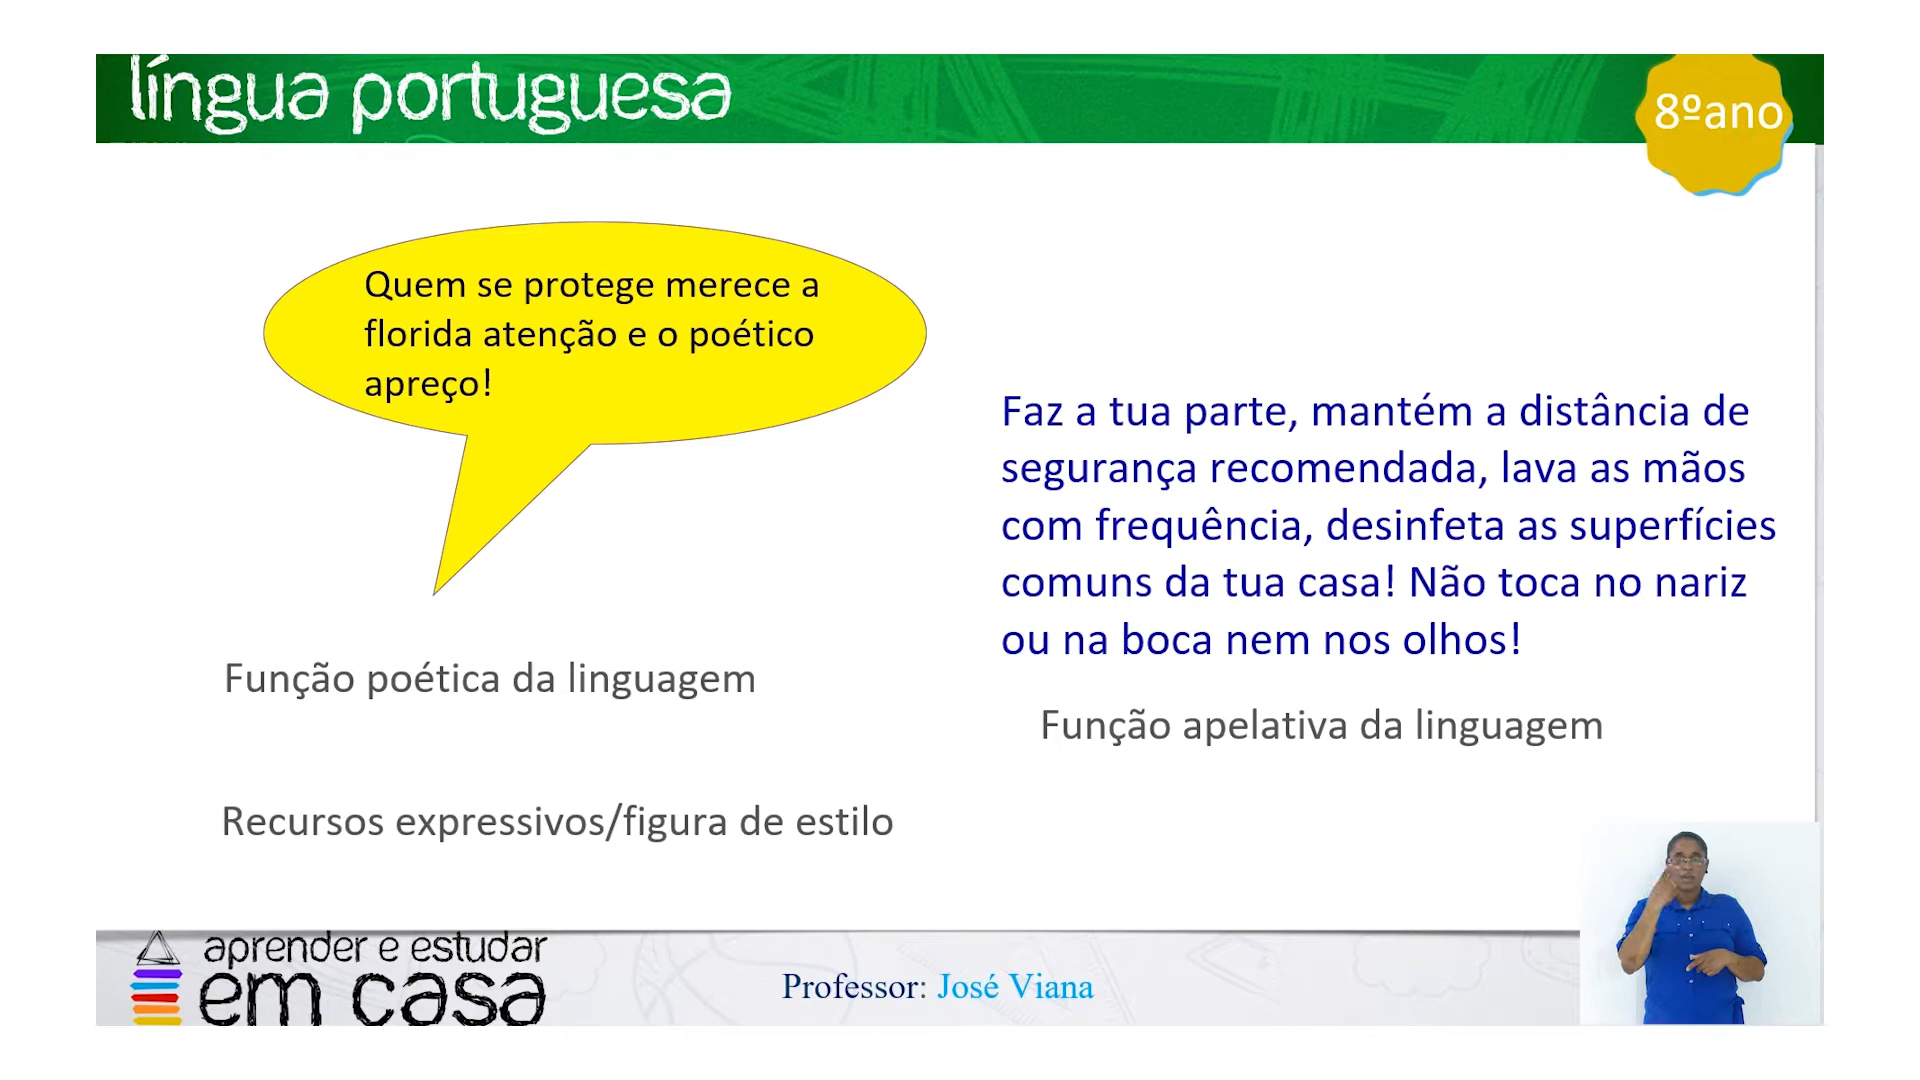 língua portuguesa
8ºano
Quem se protege merece a
florida atenção e o poético
apreço!
Faz a tua parte, mantém a distância de
segurança recomendada, lava as mãos
com frequência, desinfeta as superfícies
comuns da tua casa! Não toca no nariz
ou na boca nem nos olhos!
Função poética da linguagem
Função apelativa da linguagem
Recursos expressivos/figura de estilo
aprender e estudar
em casa
Professor: José Viana